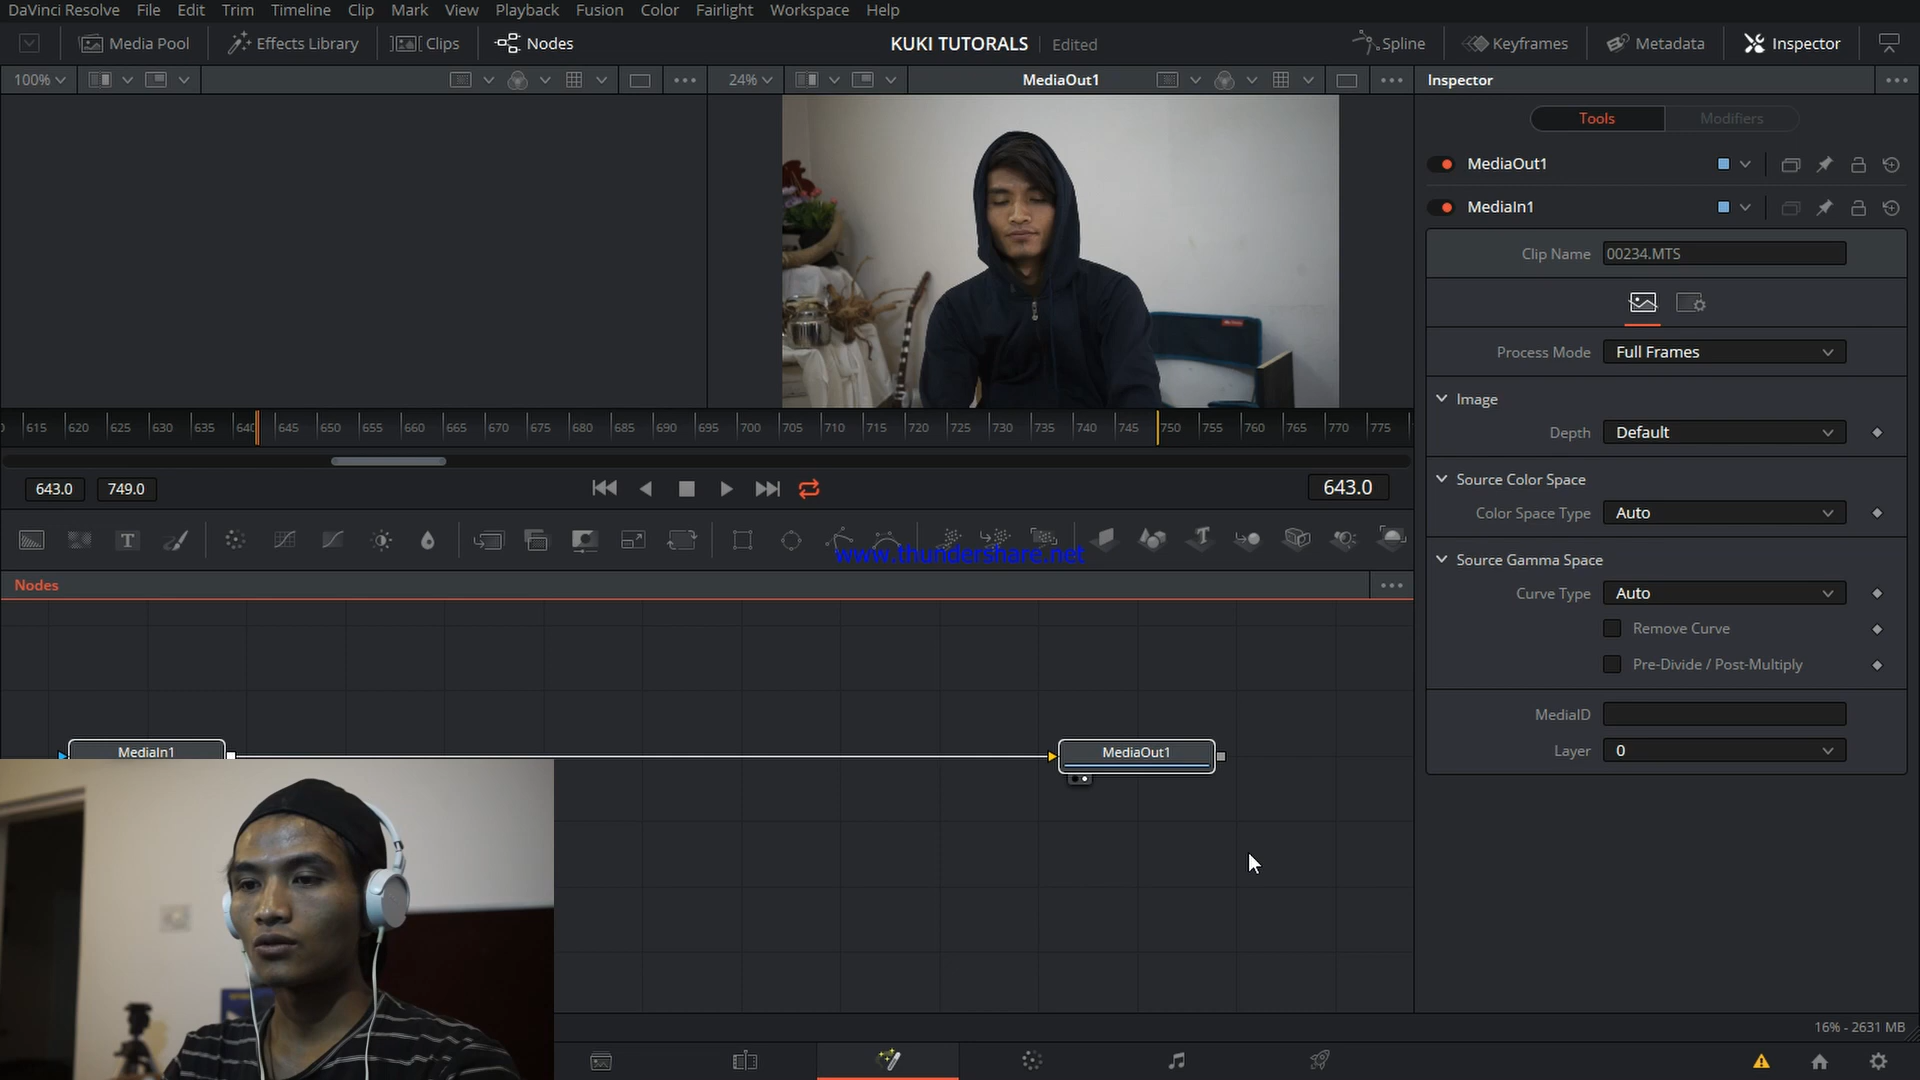 DaVinci Resolve File Edit Trim Timeline Clip Mark View Playback Fusion Color Fairlight Workspace Help
Media Pool Effects Library Clips Nodes KUKI TUTORALS Edited Spline Keyframes Metadata Inspector
100% 24% MediaOut1 Inspector
Tools Modifiers
MediaOut1
MediaIn1
Clip Name 00234.MTS
Process Mode Full Frames
Image
Depth Default
615 620 625 630 635 640 645 650 655 660 665 670 675 680 685 690 695 700 705 710 715 720 725 730 735 740 745 750 755 760 765 770 775
Source Color Space
643.0 749.0 643.0
Color Space Type Auto
www.thundershare.net
Source Gamma Space
Nodes
Curve Type Auto
Remove Curve
Pre-Divide / Post-Multiply
MediaID
MediaIn1 MediaOut1
Layer 0
16% - 2631 MB